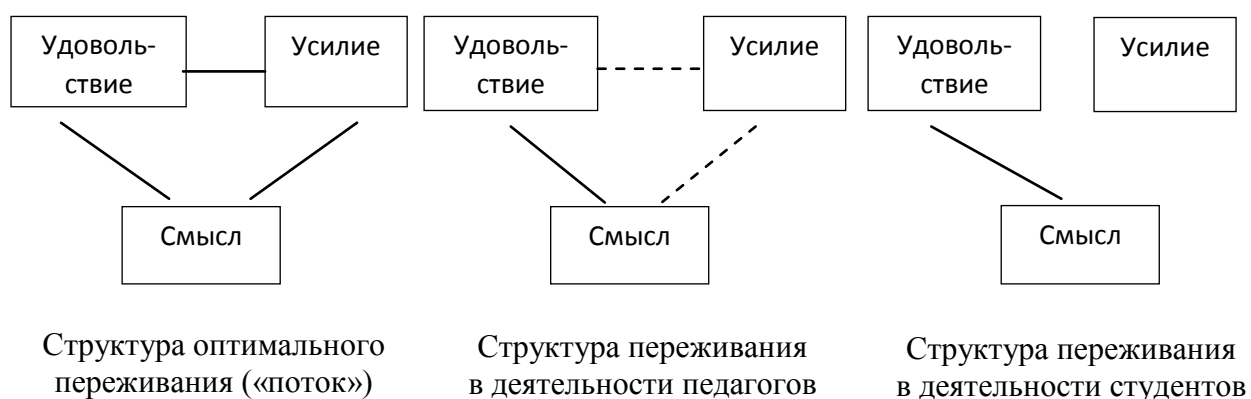 Удоволь-
ствие
Усилие
Смысл
Структура оптимального
переживания («поток»)
Удоволь-
ствие
Усилие
Смысл
Структура переживания
в деятельности педагогов
Удоволь-
ствие
Усилие
Смысл
Структура переживания
в деятельности студентов